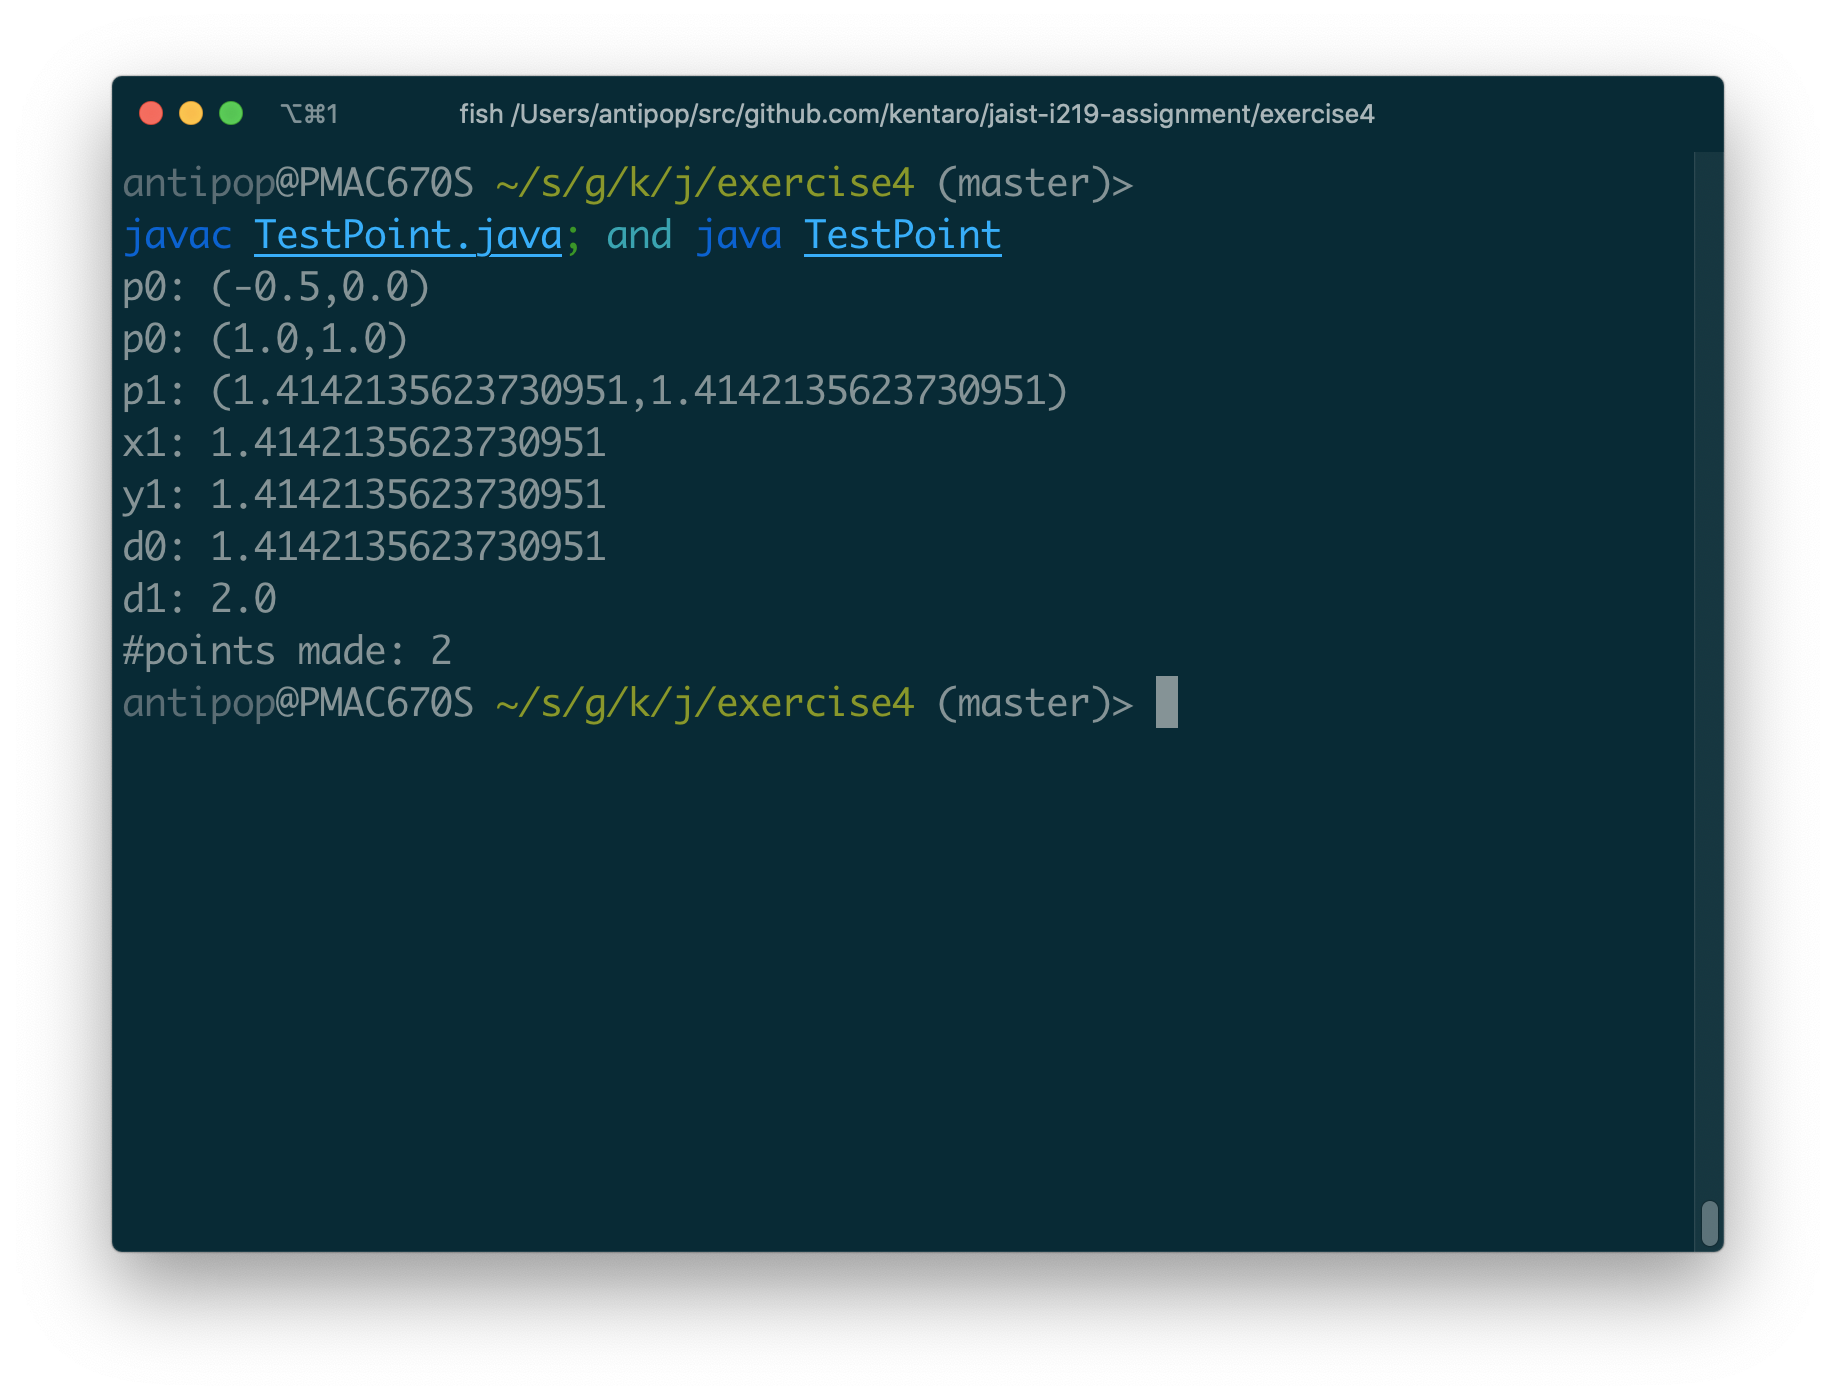 ⌥⌘1 fish /Users/antipop/src/github.com/kentaro/jaist-i219-assignment/exercise4
antipop@PMAC670S ~/s/g/k/j/exercise4 (master)>
javac TestPoint.java; and java TestPoint
p0: (-0.5,0.0)
p0: (1.0,1.0)
p1: (1.4142135623730951,1.4142135623730951)
x1: 1.4142135623730951
y1: 1.4142135623730951
d0: 1.4142135623730951
d1: 2.0
#points made: 2
antipop@PMAC670S ~/s/g/k/j/exercise4 (master)>